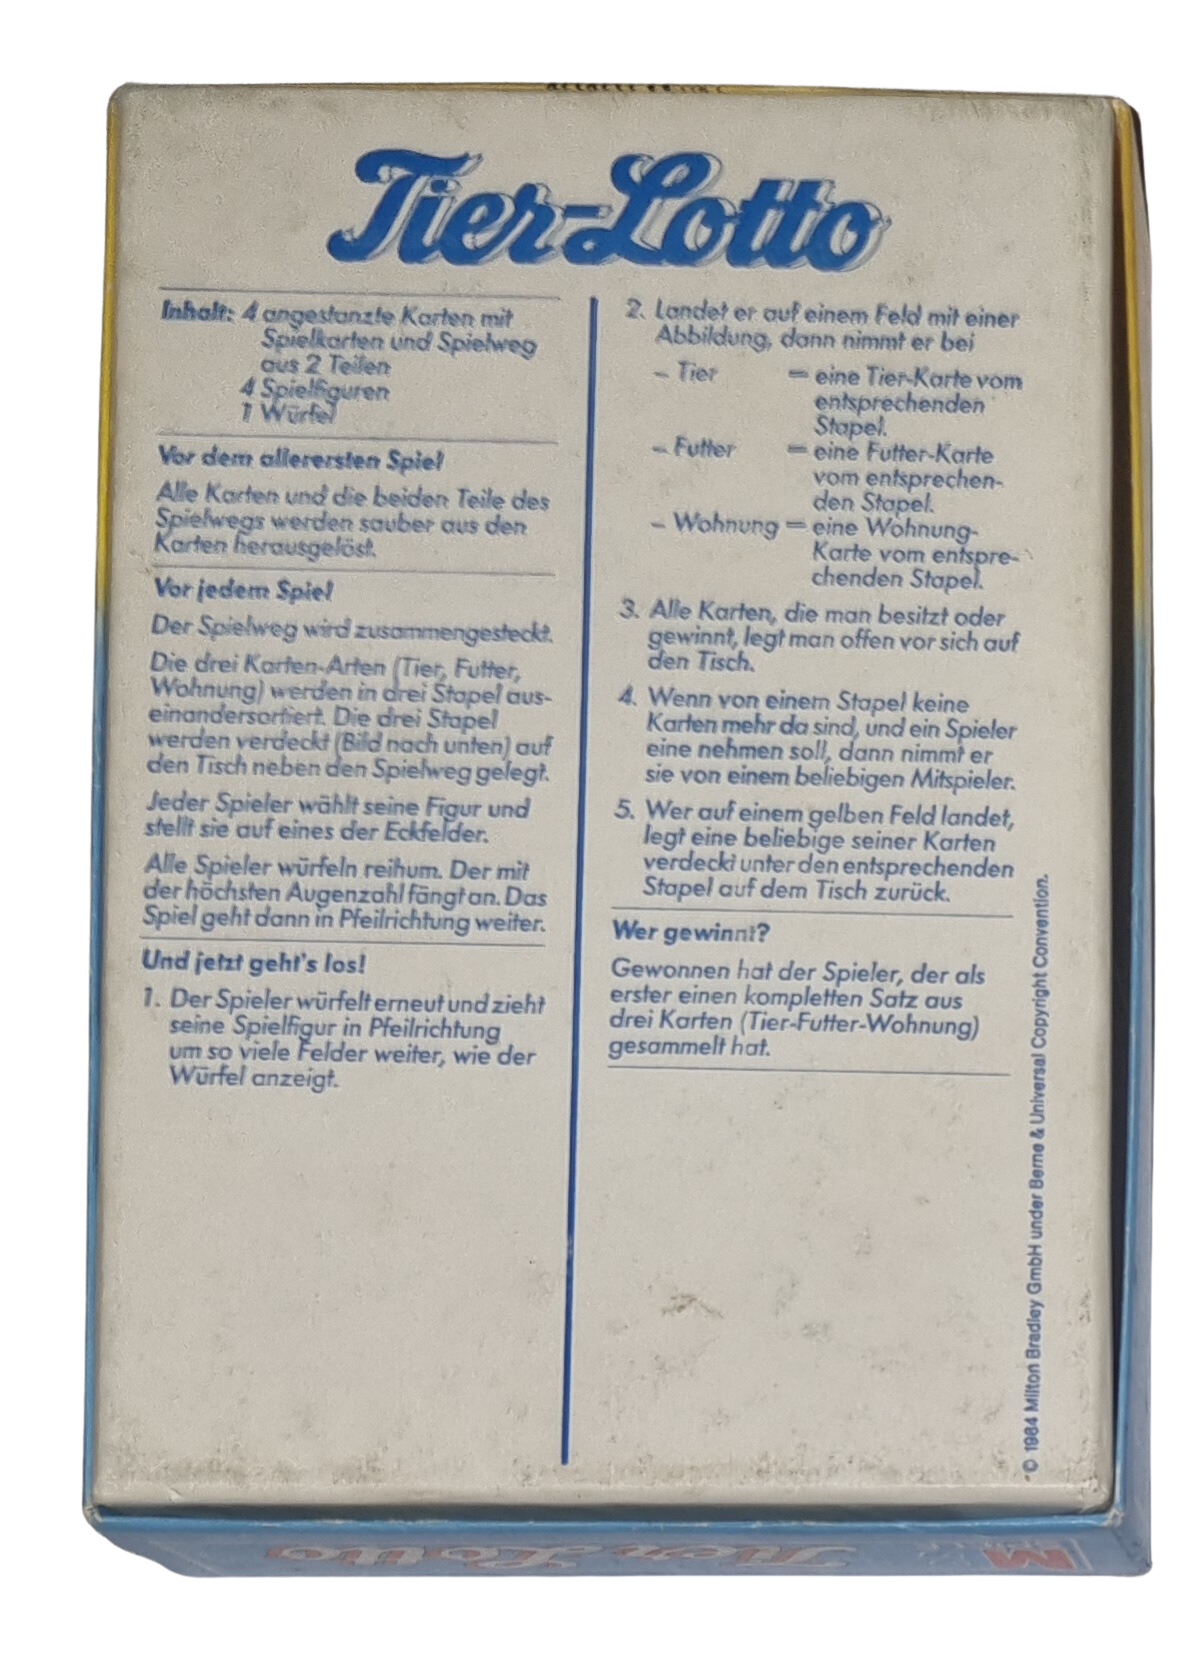 Tier-Lotto
Inhalt: 4 angestanzte Karten mit
Spielkarten und Spielweg
aus 2 Teilen
4 Spielfiguren
1 Würfel
Vor dem allerersten Spiel
Alle Karten und die beiden Teile des
Spielwegs werden sauber aus den
Karten herausgelöst.
Vor jedem Spiel
Der Spielweg wird zusammengesteckt.
Die drei Karten-Arten (Tier, Futter,
Wohnung) werden in drei Stapel aus-
einandersortiert. Die drei Stapel
werden verdeckt (Bild nach unten) auf
den Tisch neben den Spielweg gelegt.
Jeder Spieler wählt seine Figur und
stellt sie auf eines der Eckfelder.
Alle Spieler würfeln reihum. Der mit
der höchsten Augenzahl fängt an. Das
Spiel geht dann in Pfeilrichtung weiter.
Und jetzt geht's los!
1. Der Spieler würfelt erneut und zieht
seine Spielfigur in Pfeilrichtung
um so viele Felder weiter, wie der
Würfel anzeigt.
2. Landet er auf einem Feld mit einer
Abbildung, dann nimmt er bei
– Tier = eine Tier-Karte vom
entsprechenden
Stapel.
– Futter = eine Futter-Karte
vom entsprechen-
den Stapel.
– Wohnung = eine Wohnung-
Karte vom entspre-
chenden Stapel.
3. Alle Karten, die man besitzt oder
gewinnt, legt man offen vor sich auf
den Tisch.
4. Wenn von einem Stapel keine
Karten mehr da sind, und ein Spieler
eine nehmen soll, dann nimmt er
sie von einem beliebigen Mitspieler.
5. Wer auf einem gelben Feld landet,
legt eine beliebige seiner Karten
verdeckt unter den entsprechenden
Stapel auf dem Tisch zurück.
Wer gewinnt?
Gewonnen hat der Spieler, der als
erster einen kompletten Satz aus
drei Karten (Tier-Futter-Wohnung)
gesammelt hat.
© 1984 Milton Bradley GmbH under Berne & Universal Copyright Convention.
Tier-Lotto
M